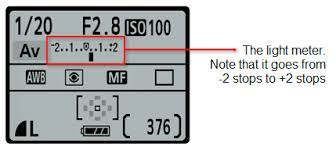 1/20 F2.8 ISO100
Av -2..1..0..1.:2
AWB MF
L [ 376]
The light meter.
Note that it goes from
-2 stops to +2 stops